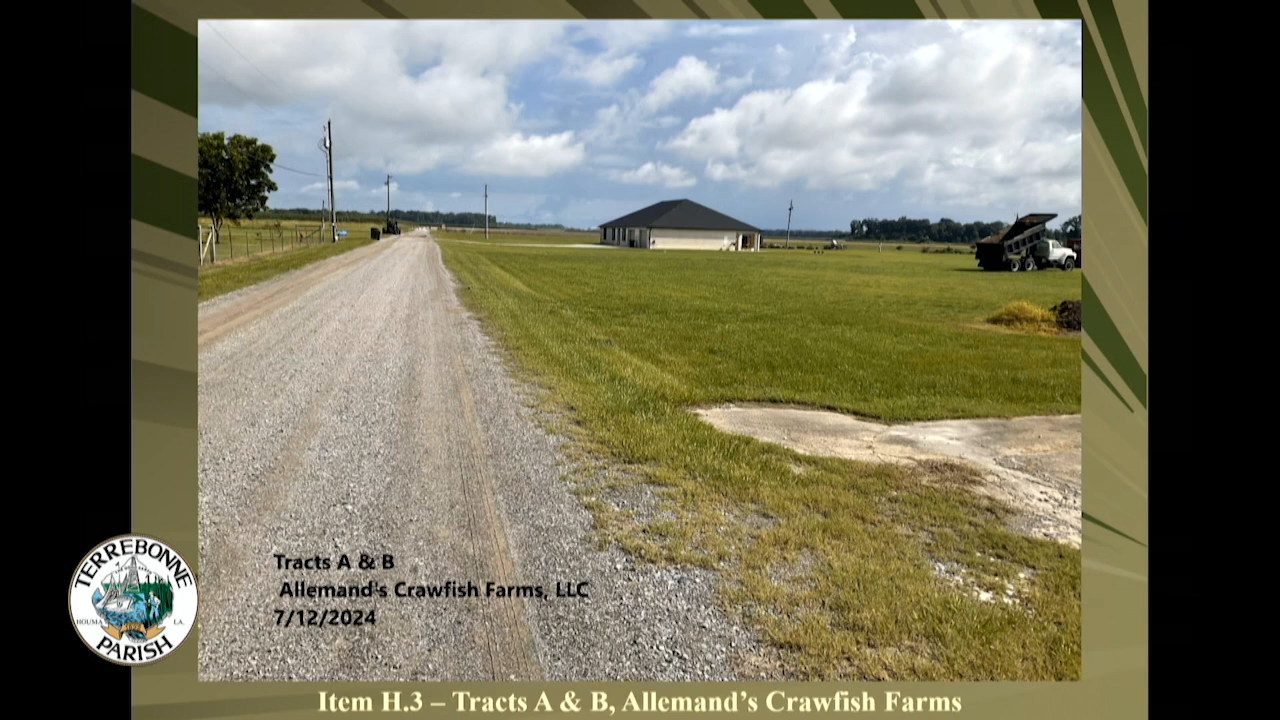 Tracts A & B
Allemand's Crawfish Farms, LLC
7/12/2024
TERREBONNE
HOUMA LA.
PARISH
Item H.3 – Tracts A & B, Allemand’s Crawfish Farms